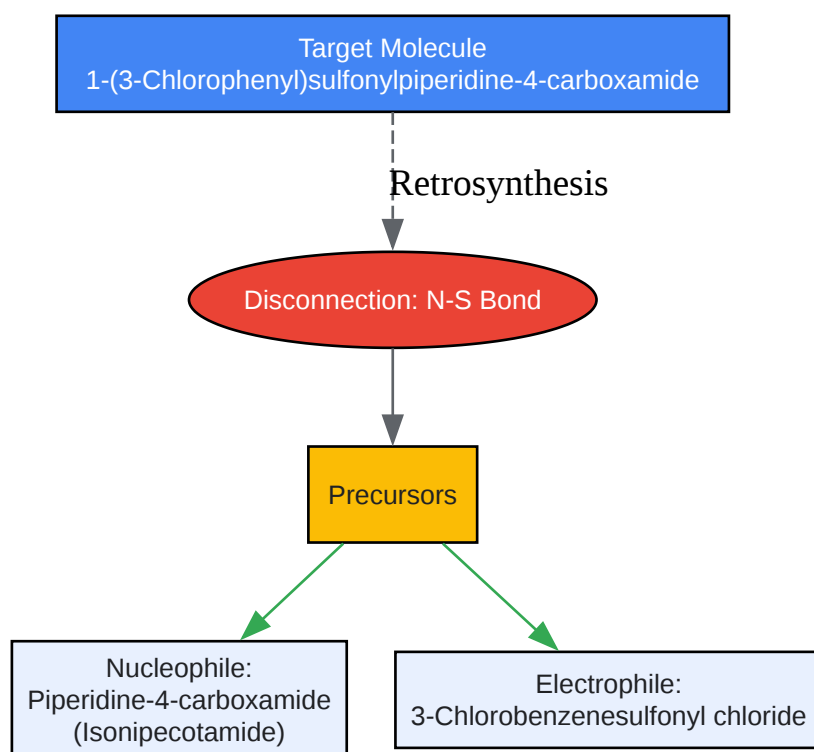 Target Molecule
1-(3-Chlorophenyl)sulfonylpiperidine-4-carboxamide
Retrosynthesis
Disconnection: N-S Bond
Precursors
Nucleophile:
Piperidine-4-carboxamide
(Isonipecotamide)
Electrophile:
3-Chlorobenzenesulfonyl chloride